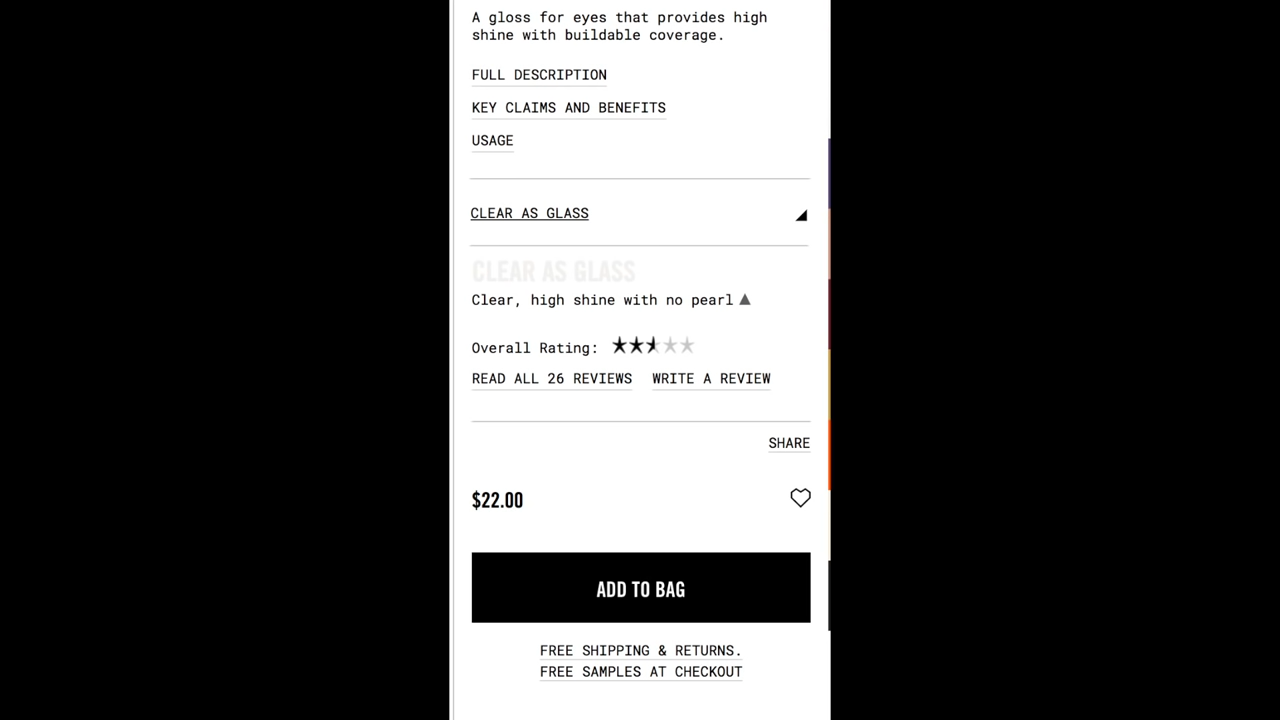 A gloss for eyes that provides high
shine with buildable coverage.
FULL DESCRIPTION
KEY CLAIMS AND BENEFITS
USAGE
CLEAR AS GLASS
CLEAR AS GLASS
Clear, high shine with no pearl
Overall Rating:
READ ALL 26 REVIEWS WRITE A REVIEW
SHARE
$22.00
ADD TO BAG
FREE SHIPPING & RETURNS.
FREE SAMPLES AT CHECKOUT